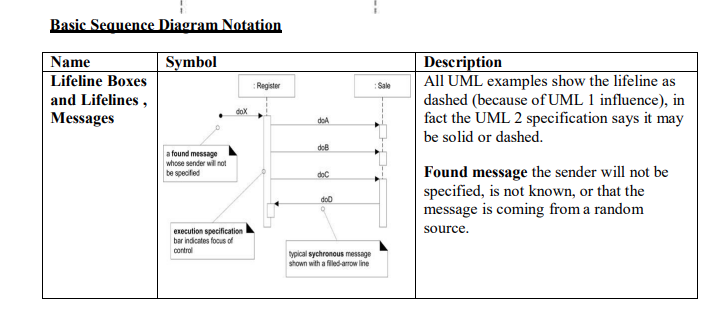 Basic Sequence Diagram Notation
Name
Symbol
Description
Lifeline Boxes
and Lifelines ,
Messages
: Register
: Sale
doX
doA
doB
doC
doD
a found message
whose sender will not
be specified
execution specification
bar indicates focus of
control
typical sychronous message
shown with a filled-arrow line
All UML examples show the lifeline as
dashed (because of UML 1 influence), in
fact the UML 2 specification says it may
be solid or dashed.
Found message the sender will not be
specified, is not known, or that the
message is coming from a random
source.